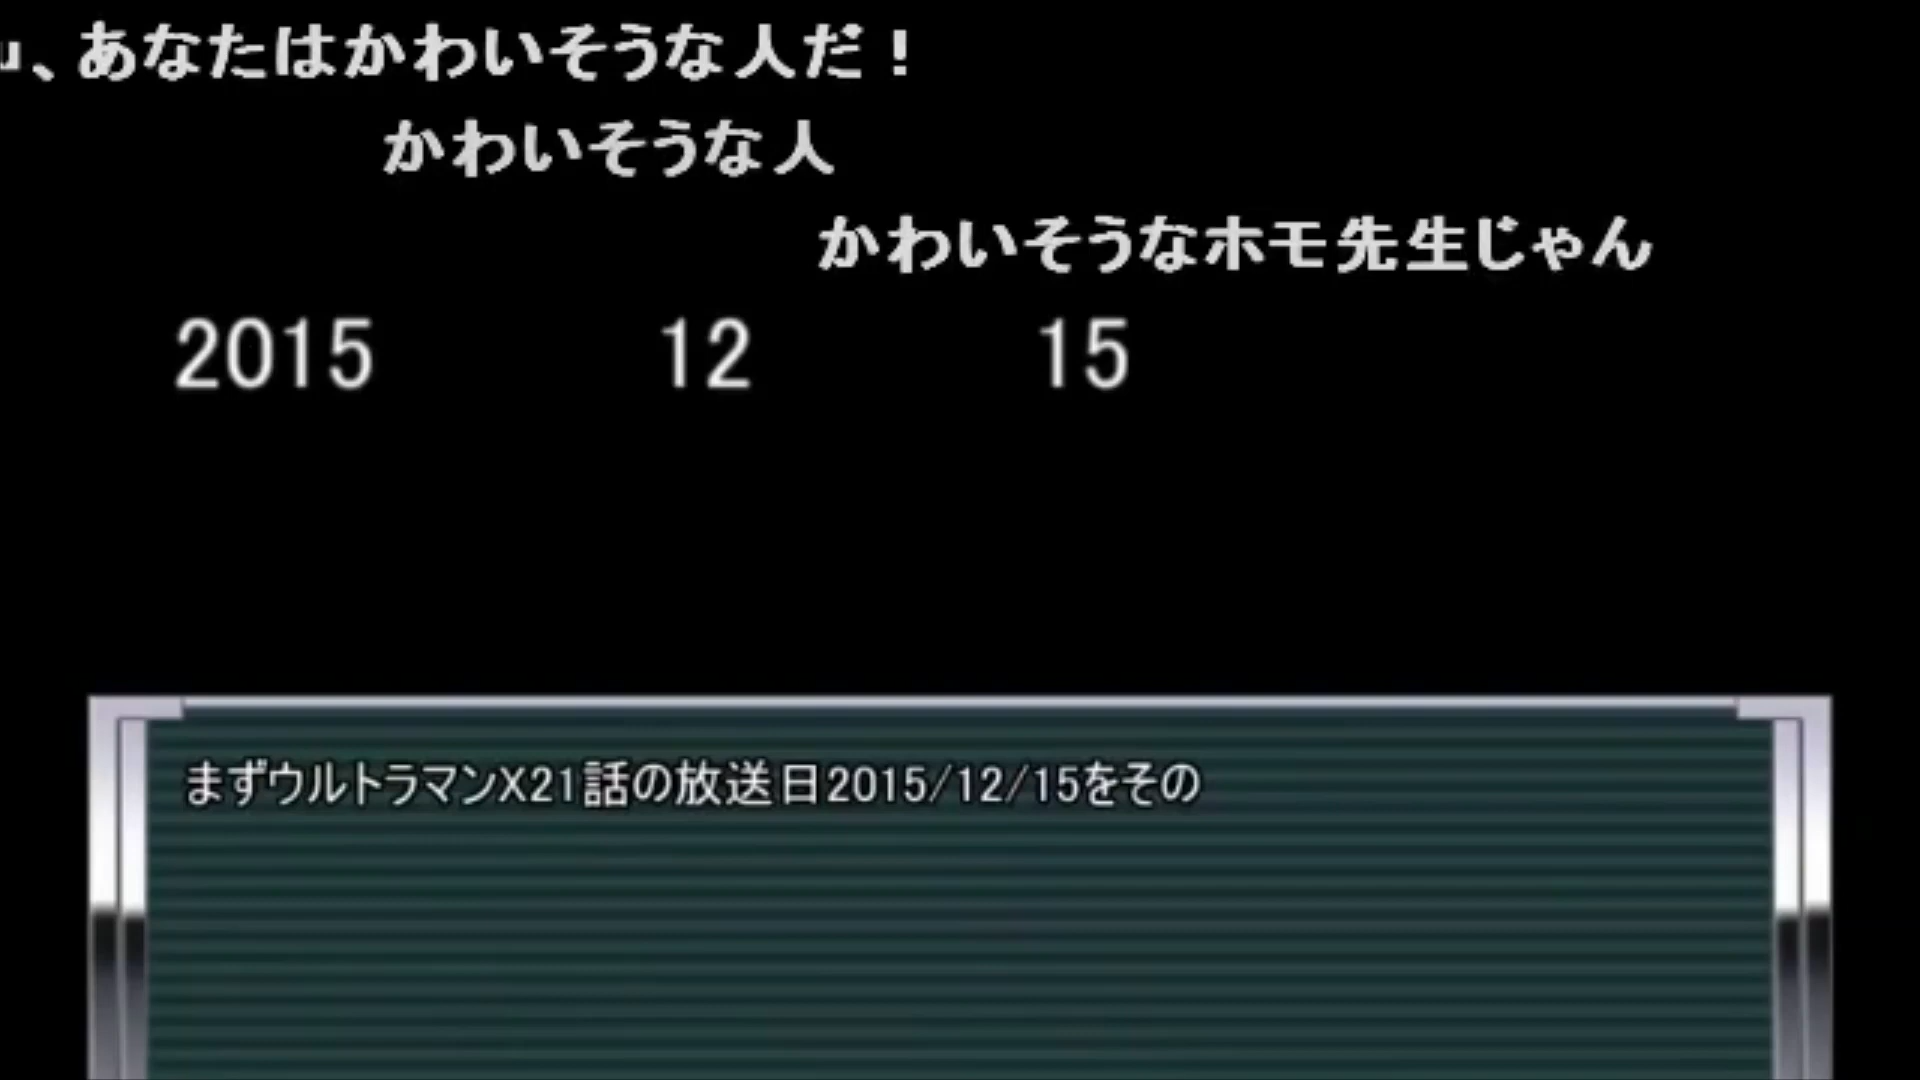 、あなたはかわいそうな人だ！
かわいそうな人
かわいそうなホモ先生じゃん
2015 12 15
まずウルトラマンX21話の放送日2015/12/15をその